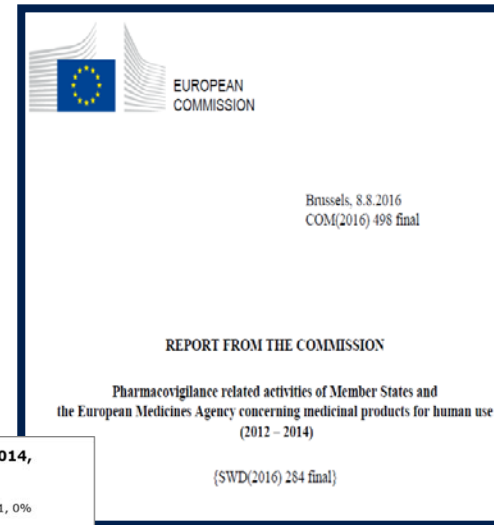 EUROPEAN
COMMISSION
Brussels, 8.8.2016
COM(2016) 498 final
REPORT FROM THE COMMISSION
Pharmacovigilance related activities of Member States and
the European Medicines Agency concerning medicinal products for human use
(2012 – 2014)
{SWD(2016) 284 final}
014,
1, 0%